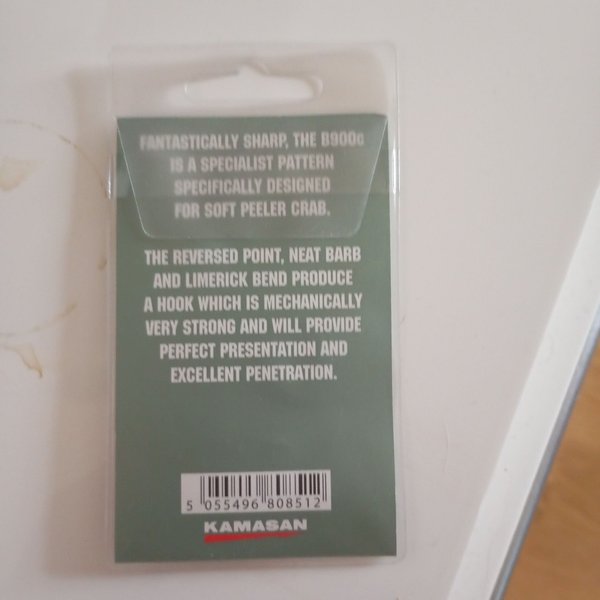 FANTASTICALLY SHARP, THE B900c
IS A SPECIALIST PATTERN
SPECIFICALLY DESIGNED
FOR SOFT PEELER CRAB.
THE REVERSED POINT, NEAT BARB
AND LIMERICK BEND PRODUCE
A HOOK WHICH IS MECHANICALLY
VERY STRONG AND WILL PROVIDE
PERFECT PRESENTATION AND
EXCELLENT PENETRATION.
5 055496 808512
KAMASAN